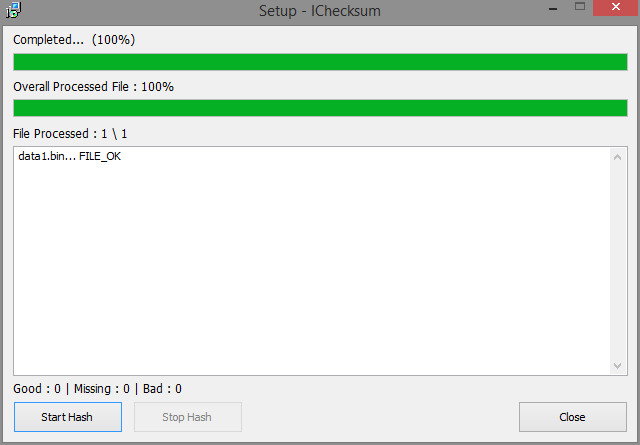 Setup - IChecksum
Completed... (100%)
Overall Processed File : 100%
File Processed : 1 \ 1
data1.bin... FILE_OK
Good : 0 | Missing : 0 | Bad : 0
Start Hash
Stop Hash
Close